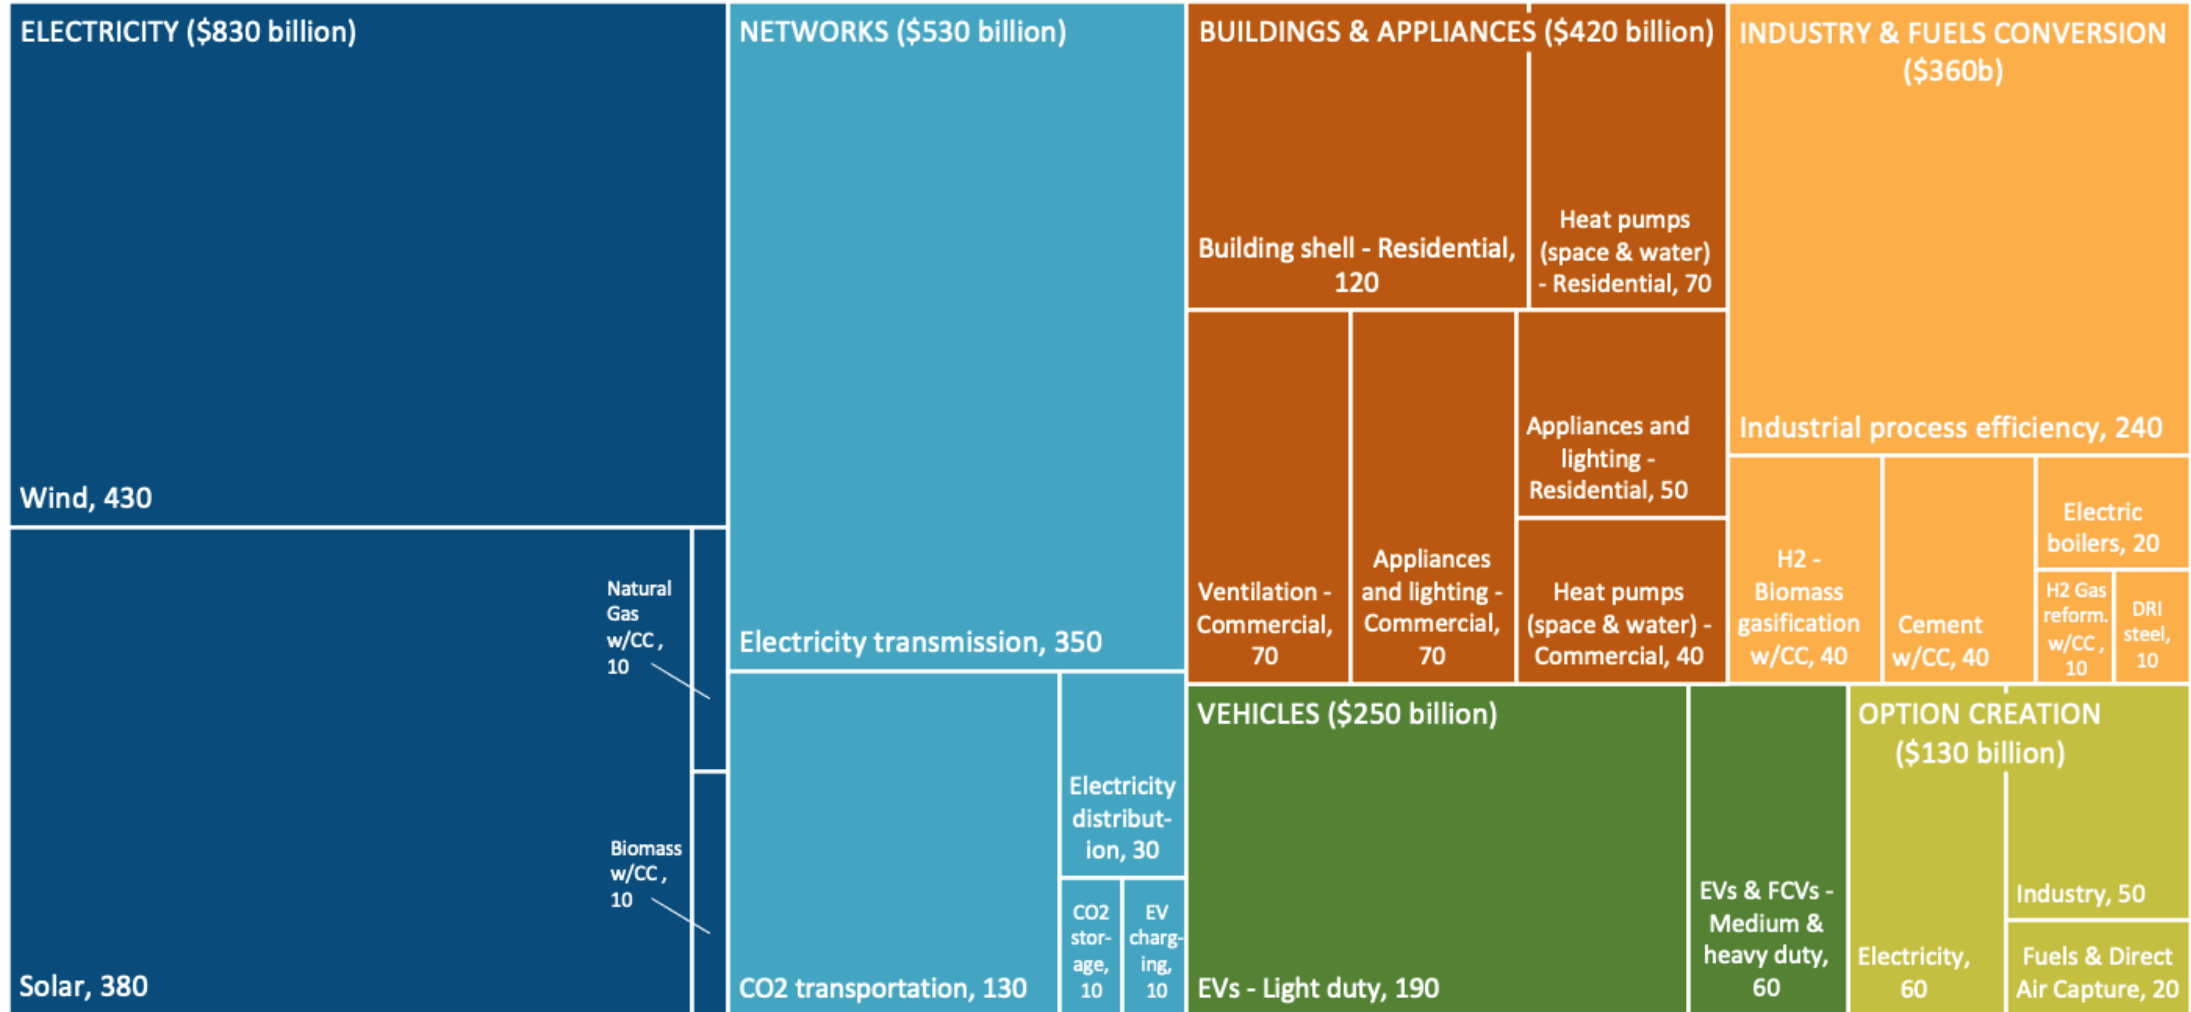 ELECTRICITY ($830 billion)
Wind, 430
Natural
Gas
w/CC ,
10
Biomass
w/CC ,
10
Solar, 380
NETWORKS ($530 billion)
Electricity transmission, 350
CO2 transportation, 130
Electricity
distribut-
ion, 30
CO2
stor-
age,
10
EV
charg-
ing,
10
BUILDINGS & APPLIANCES ($420 billion)
Building shell - Residential,
120
Heat pumps
(space & water)
- Residential, 70
Ventilation -
Commercial,
70
Appliances
and lighting -
Commercial,
70
Appliances and
lighting -
Residential, 50
Heat pumps
(space & water) -
Commercial, 40
INDUSTRY & FUELS CONVERSION
($360b)
Industrial process efficiency, 240
H2 -
Biomass
gasification
w/CC, 40
Cement
w/CC, 40
Electric
boilers, 20
H2 Gas
reform.
w/CC ,
10
DRI
steel,
10
VEHICLES ($250 billion)
EVs - Light duty, 190
EVs & FCVs -
Medium &
heavy duty,
60
OPTION CREATION
($130 billion)
Electricity,
60
Industry, 50
Fuels & Direct
Air Capture, 20